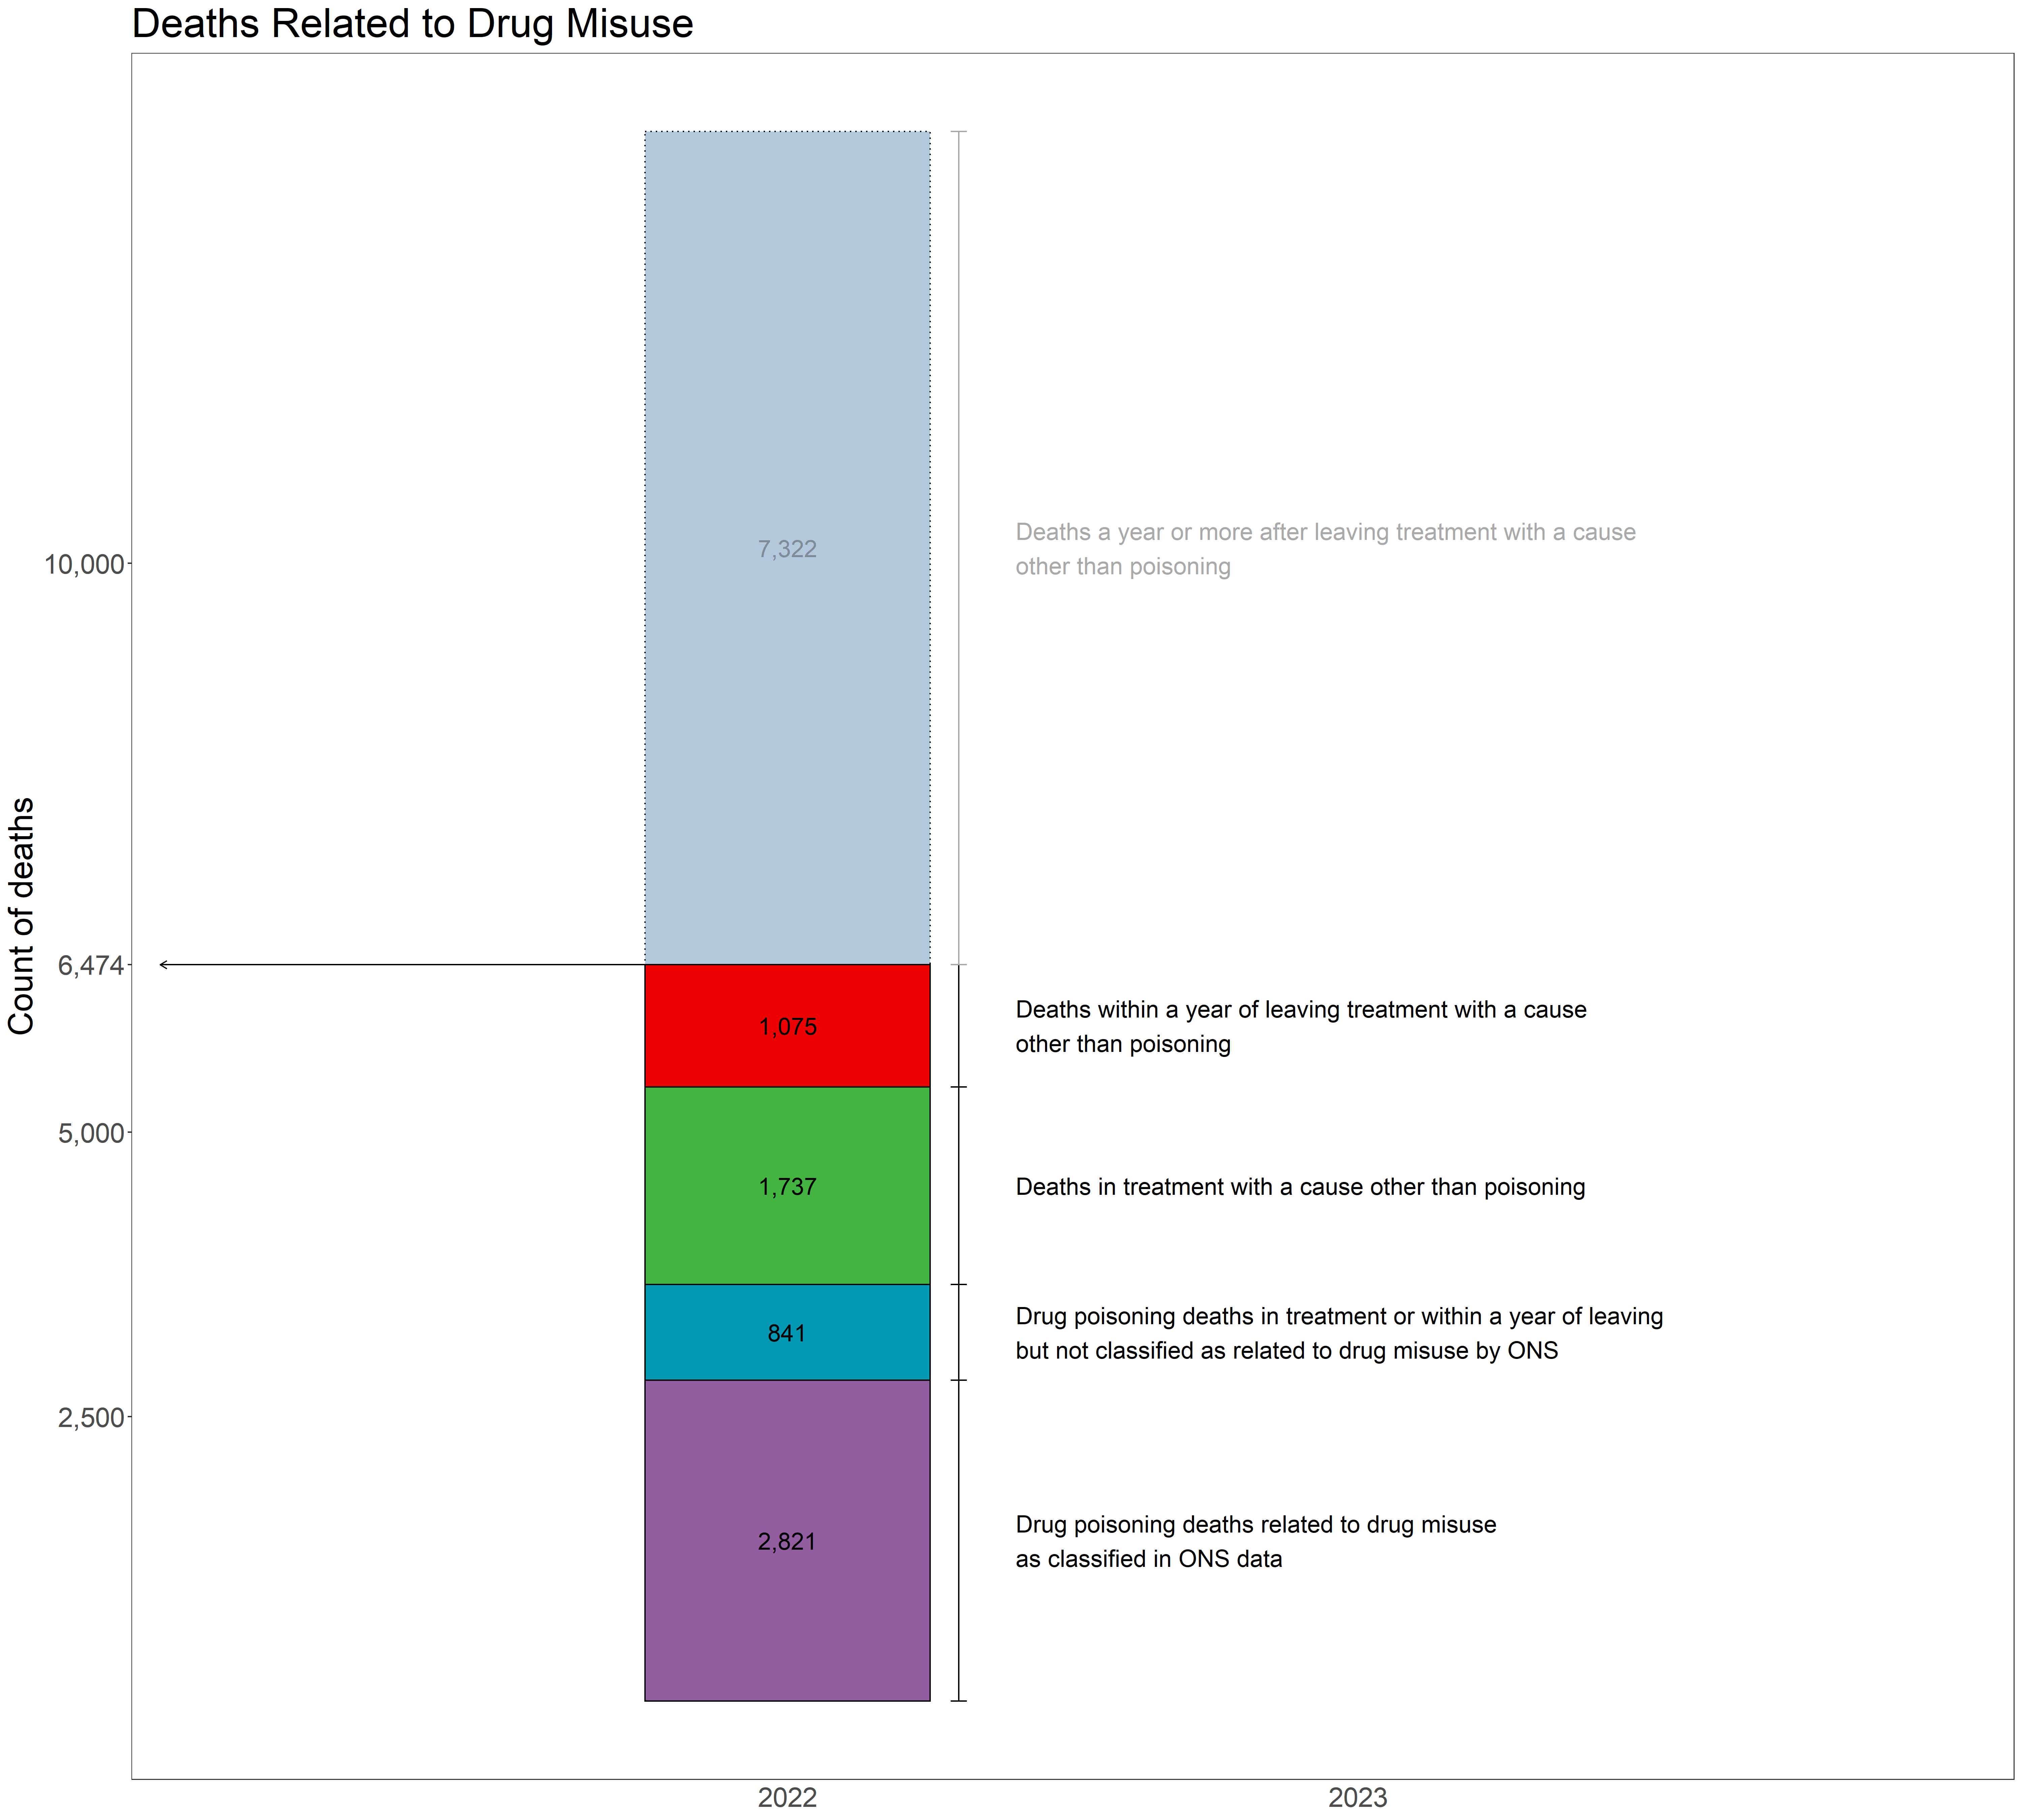 Deaths Related to Drug Misuse
Count of deaths
10,000
6,474
5,000
2,500
7,322
Deaths a year or more after leaving treatment with a cause
other than poisoning
1,075
Deaths within a year of leaving treatment with a cause
other than poisoning
1,737
Deaths in treatment with a cause other than poisoning
841
Drug poisoning deaths in treatment or within a year of leaving
but not classified as related to drug misuse by ONS
2,821
Drug poisoning deaths related to drug misuse
as classified in ONS data
2022
2023